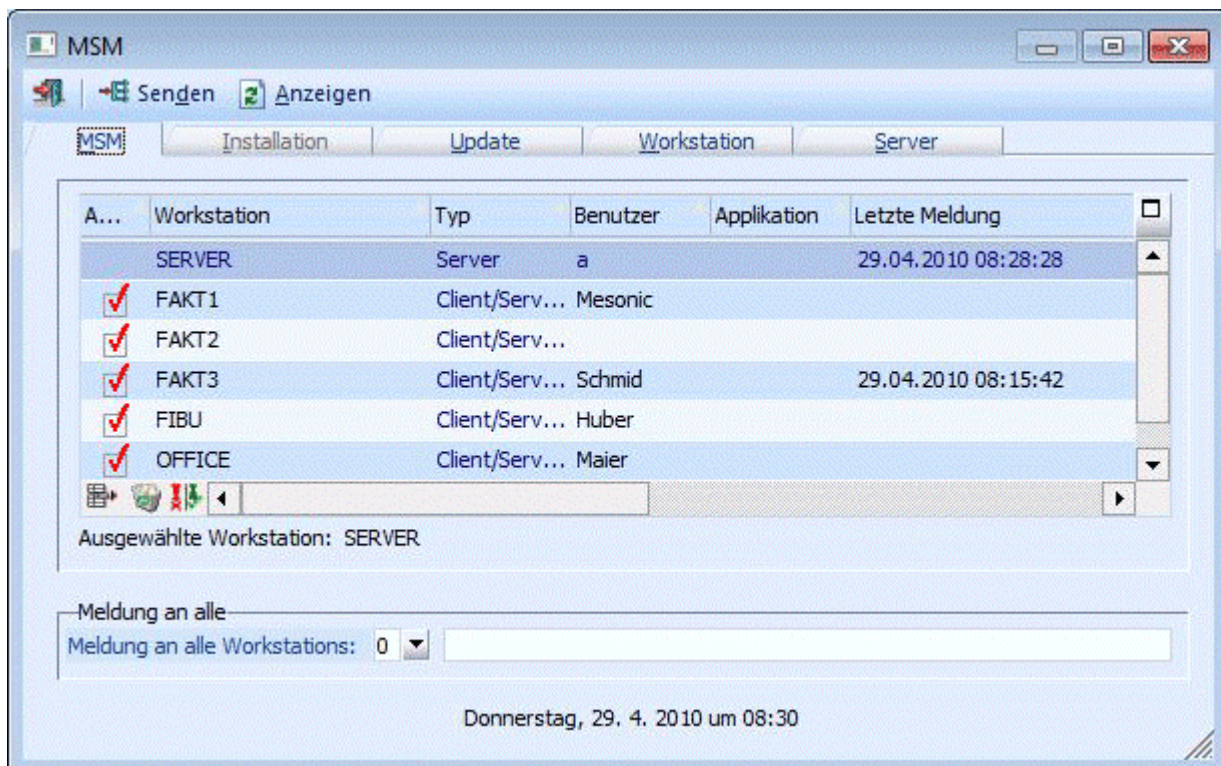 MSM
Senden Anzeigen
MSM Installation Update Workstation Server
A... Workstation Typ Benutzer Applikation Letzte Meldung
SERVER Server a 29.04.2010 08:28:28
FAKT1 Client/Serv... Mesonic
FAKT2 Client/Serv...
FAKT3 Client/Serv... Schmid 29.04.2010 08:15:42
FIBU Client/Serv... Huber
OFFICE Client/Serv... Maier
Ausgewählte Workstation: SERVER
Meldung an alle
Meldung an alle Workstations: 0
Donnerstag, 29. 4. 2010 um 08:30